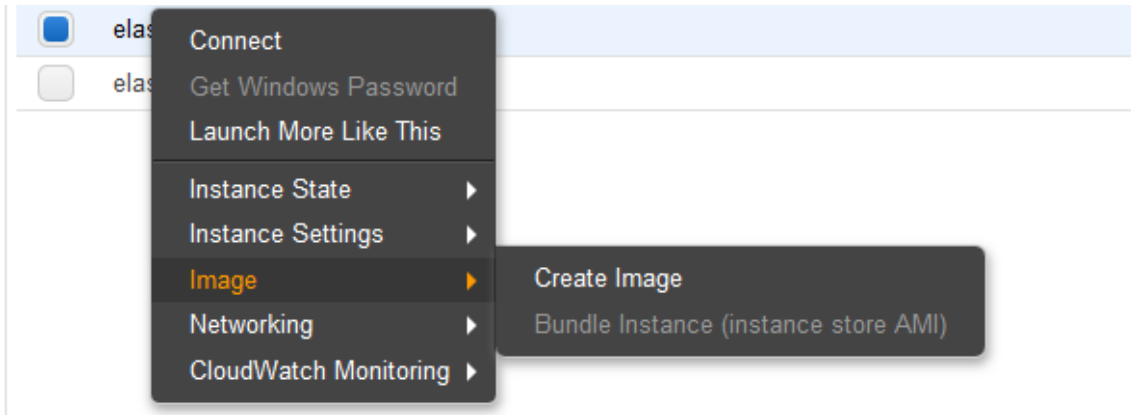 elas
elas
Connect
Get Windows Password
Launch More Like This
Instance State
Instance Settings
Image
Networking
CloudWatch Monitoring
Create Image
Bundle Instance (instance store AMI)